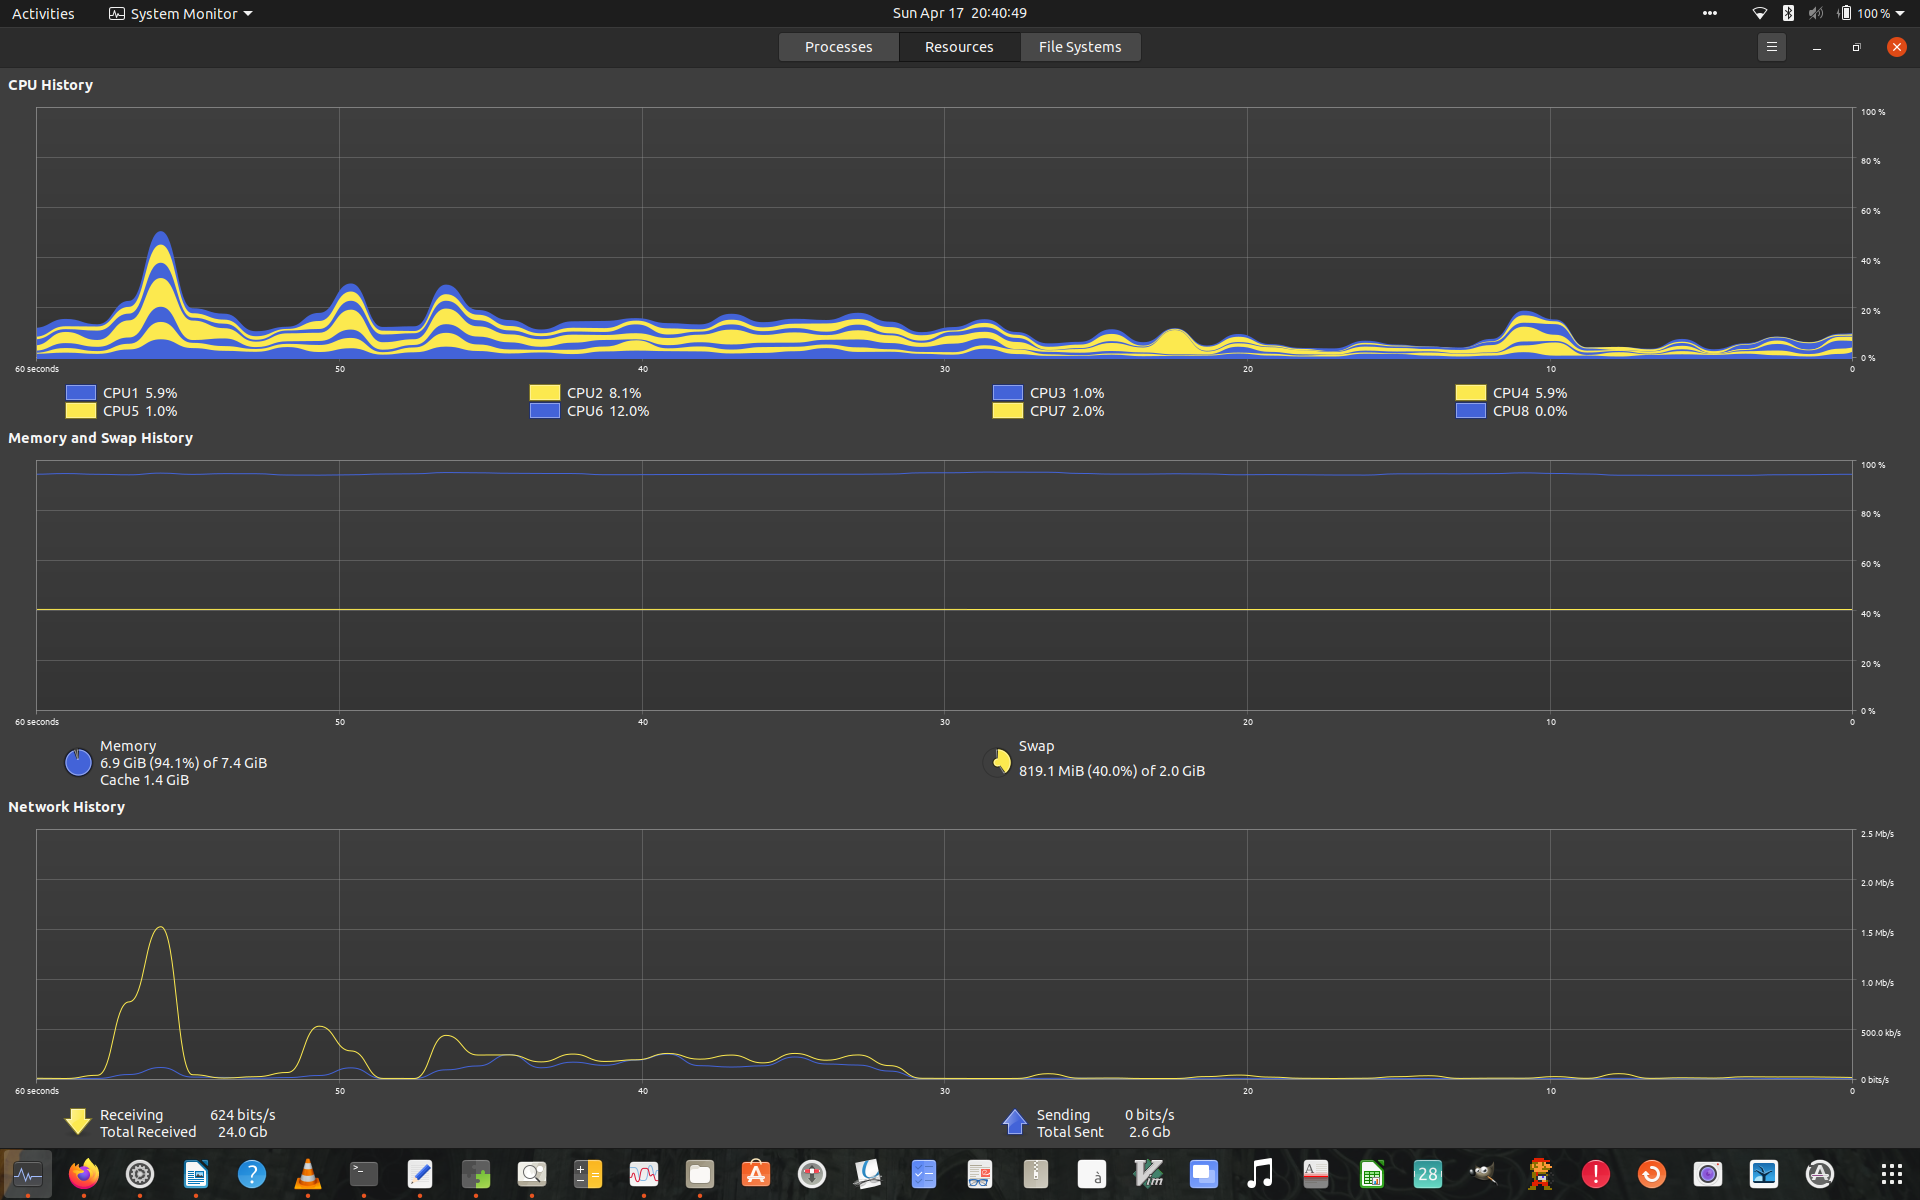 Activities System Monitor Sun Apr 17 20:40:49 100 %
Processes Resources File Systems
CPU History
100 %
80 %
60 %
40 %
20 %
0 %
60 seconds 50 40 30 20 10 0
CPU1 5.9% CPU2 8.1% CPU3 1.0% CPU4 5.9%
CPU5 1.0% CPU6 12.0% CPU7 2.0% CPU8 0.0%
Memory and Swap History
100 %
80 %
60 %
40 %
20 %
0 %
60 seconds 50 40 30 20 10 0
Memory Swap
6.9 GiB (94.1%) of 7.4 GiB 819.1 MiB (40.0%) of 2.0 GiB
Cache 1.4 GiB
Network History
2.5 Mb/s
2.0 Mb/s
1.5 Mb/s
1.0 Mb/s
500.0 kb/s
0 bits/s
60 seconds 50 40 30 20 10 0
Receiving 624 bits/s Sending 0 bits/s
Total Received 24.0 Gb Total Sent 2.6 Gb
? >_ à Vim A 28 !